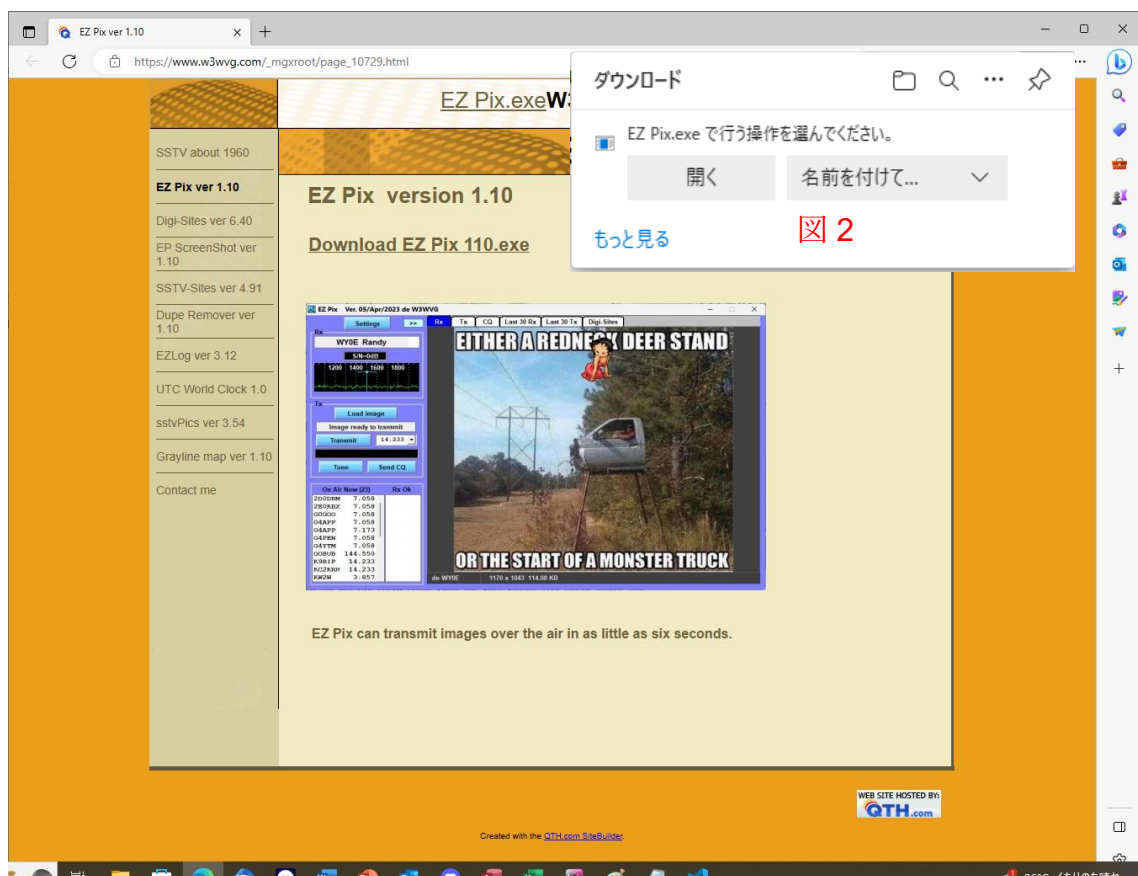 EZ Pix ver 1.10
https://www.w3wvg.com/_mgxroot/page_10729.html
EZ Pix.exeW3
ダウンロード
EZ Pix.exe で行う操作を選んでください。
開く
名前を付けて...
もっと見る
図 2
SSTV about 1960
EZ Pix ver 1.10
Digi-Sites ver 6.40
EP ScreenShot ver
1.10
SSTV-Sites ver 4.91
Dupe Remover ver
1.10
EZLog ver 3.12
UTC World Clock 1.0
sstvPics ver 3.54
Grayline map ver 1.10
Contact me
EZ Pix version 1.10
Download EZ Pix 110.exe
EZ Pix Ver. 05/Apr/2023 de W3WVG
Settings >> Rx Tx CQ Last 30 Rx Last 30 Tx Digi-Sites
Rx
WY0E Randy
S/N=0dB
1200 1400 1600 1800
Tx
Load image
Image ready to transmit
Transmit 14.233
Tune Send CQ
On Air Now (23) Rx Ok
2D0DRM 7.058
2E0KBZ 7.058
G0GOO 7.058
G4APP 7.058
G4APP 7.173
G4PEN 7.058
G4YTM 7.058
GOBUB 144.550
K9BIF 14.233
KC2KRH 14.233
KW2W 3.857
EITHER A REDNECK DEER STAND
OR THE START OF A MONSTER TRUCK
de WY0E 1170 x 1043 114.08 KB
EZ Pix can transmit images over the air in as little as six seconds.
WEB SITE HOSTED BY:
QTH.com
Created with the QTH.com SiteBuilder.